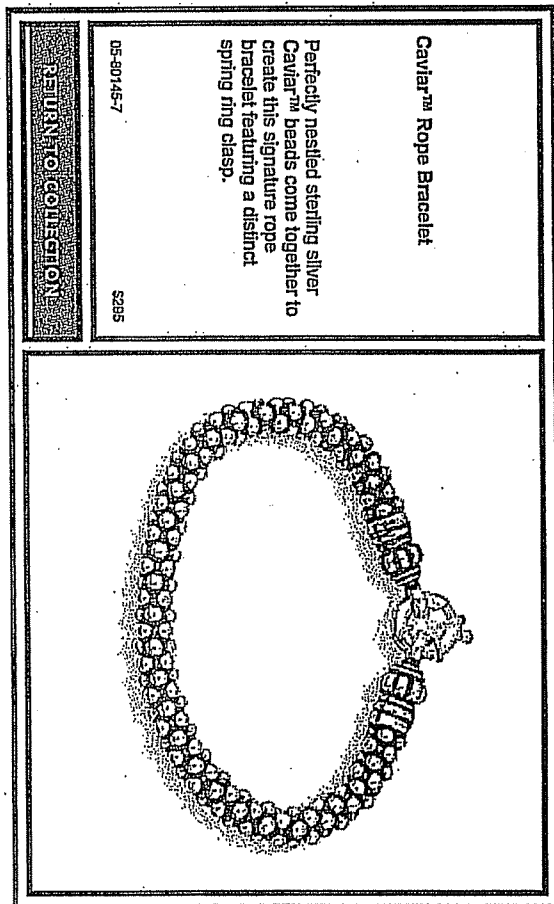 Caviar™ Rope Bracelet
Perfectly nestled sterling silver
Caviar™ beads come together to
create this signature rope
bracelet featuring a distinct
spring ring clasp.
05-80145-7
$295
RETURN TO COLLECTION